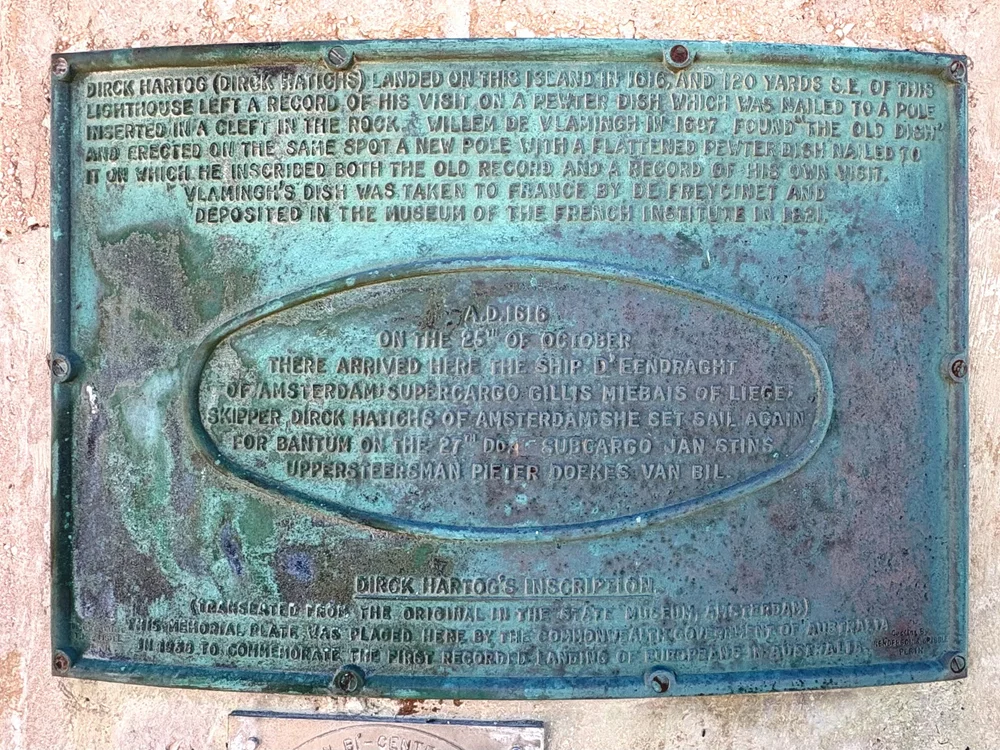 DIRCK HARTOG (DIRCK HATICHS) LANDED ON THIS ISLAND IN 1616, AND 120 YARDS S.E. OF THIS
LIGHTHOUSE LEFT A RECORD OF HIS VISIT ON A PEWTER DISH WHICH WAS NAILED TO A POLE
INSERTED IN A CLEFT IN THE ROCK. WILLEM DE VLAMINGH IN 1697 FOUND "THE OLD DISH"
AND ERECTED ON THE SAME SPOT A NEW POLE WITH A FLATTENED PEWTER DISH NAILED TO
IT ON WHICH HE INSCRIBED BOTH THE OLD RECORD AND A RECORD OF HIS OWN VISIT.
VLAMINGH'S DISH WAS TAKEN TO FRANCE BY DE FREYCINET AND
DEPOSITED IN THE MUSEUM OF THE FRENCH INSTITUTE IN 1821.
A.D. 1616
ON THE 25TH OF OCTOBER
THERE ARRIVED HERE THE SHIP D'EENDRAGHT
OF AMSTERDAM: SUPERCARGO GILLIS MIEBAIS OF LIEGE;
SKIPPER DIRCK HATICHS OF AMSTERDAM: SHE SET SAIL AGAIN
FOR BANTUM ON THE 27TH DO. SUBCARGO JAN STINS
UPPERSTEERSMAN PIETER DOEKES VAN BIL
DIRCK HARTOG'S INSCRIPTION.
(TRANSLATED FROM THE ORIGINAL IN THE STATE MUSEUM, AMSTERDAM)
THIS MEMORIAL PLATE WAS PLACED HERE BY THE COMMONWEALTH GOVERNMENT OF AUSTRALIA
IN 1938 TO COMMEMORATE THE FIRST RECORDED LANDING OF EUROPEANS IN AUSTRALIA
BI-CENT